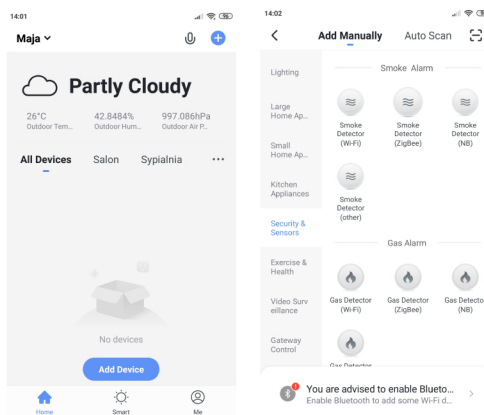 14:01
Maja
Partly Cloudy
26°C 42.8484% 997.086hPa
Outdoor Tem... Outdoor Hum... Outdoor Air P...
All Devices Salon Sypialnia ...
No devices
Add Device
Home Smart Me
14:02
Add Manually Auto Scan
Lighting
Large
Home Ap...
Small
Home Ap...
Kitchen
Appliances
Security &
Sensors
Exercise &
Health
Video Surv
eillance
Gateway
Control
Smoke Alarm
Smoke
Detector
(Wi-Fi)
Smoke
Detector
(ZigBee)
Smoke
Detector
(NB)
Smoke
Detector
(other)
Gas Alarm
Gas Detector
(Wi-Fi)
Gas Detector
(ZigBee)
Gas Detecto
(NB)
Gas Detector
You are advised to enable Blueto...
Enable Bluetooth to add some Wi-Fi d...